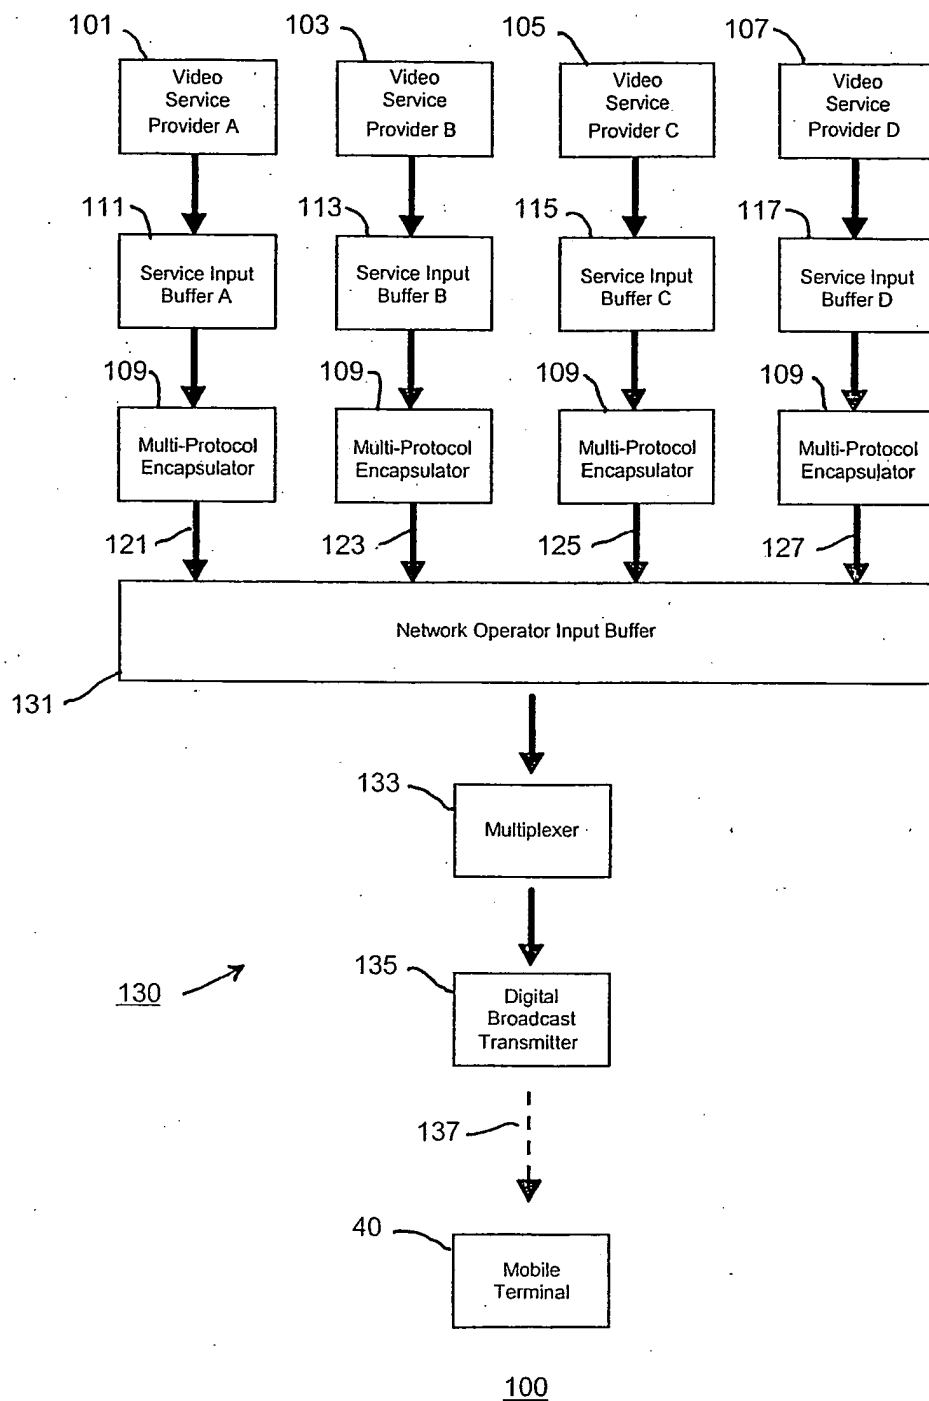 101 103 105 107
Video Service Provider A
Video Service Provider B
Video Service Provider C
Video Service Provider D
111 113 115 117
Service Input Buffer A
Service Input Buffer B
Service Input Buffer C
Service Input Buffer D
109 109 109 109
Multi-Protocol Encapsulator
Multi-Protocol Encapsulator
Multi-Protocol Encapsulator
Multi-Protocol Encapsulator
121 123 125 127
Network Operator Input Buffer
131
133
Multiplexer
135
130
Digital
Broadcast
Transmitter
137
40
Mobile
Terminal
100